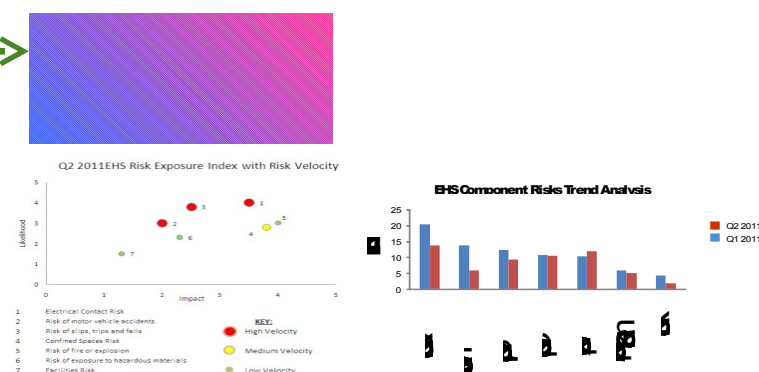 Q2 2011EHS Risk Exposure Index with Risk Velocity
5
4
3
2
1
0
Likelihood
3
1
2
5
4
6
7
0
1
2
3
4
5
Impact
1 Electrical Contact Risk
2 Risk of motor vehicle accidents
3 Risk of slips, trips and falls
4 Confined Spaces Risk
5 Risk of fire or explosion
6 Risk of exposure to hazardous materials
7 Facilities Risk
KEY:
High Velocity
Medium Velocity
Low Velocity
EHS Component Risks Trend Analysis
25
20
15
10
5
0
Q2 2011
Q1 2011